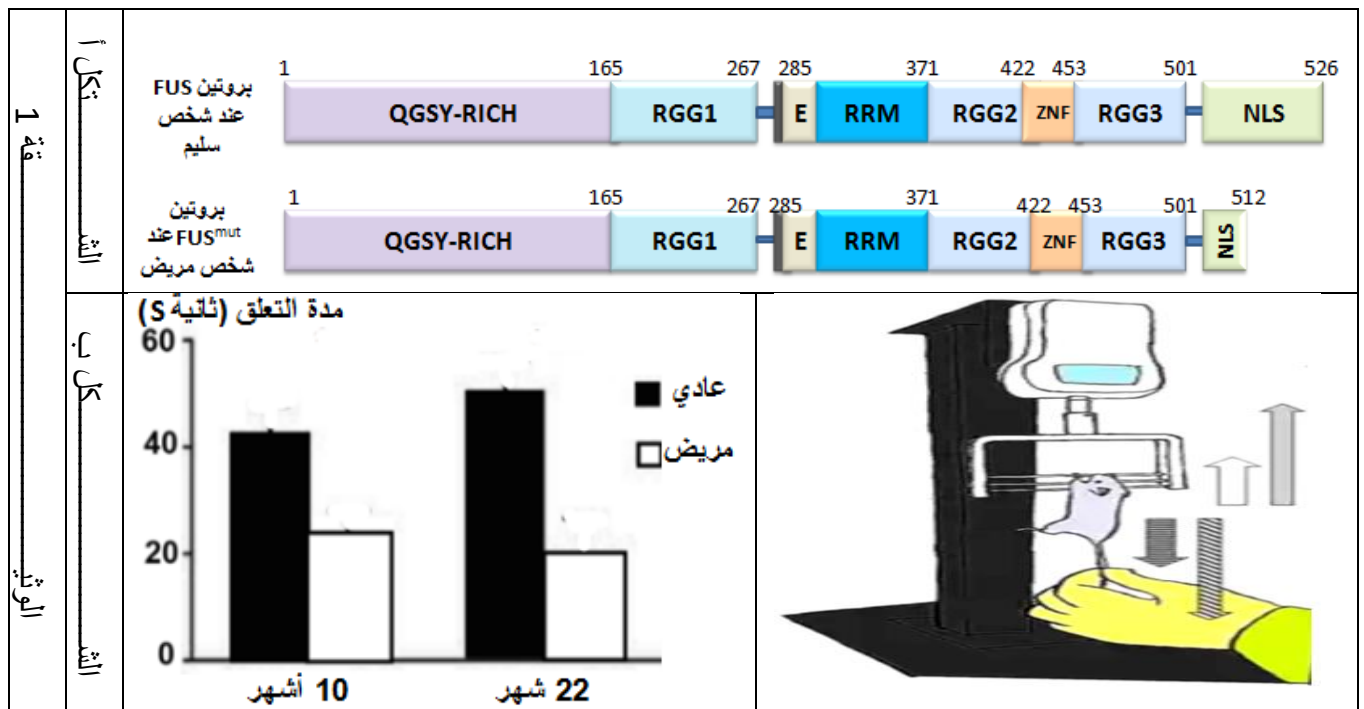 الوثيقة 1
الشكل أ
بروتين FUS
عند شخص
سليم
1 165 267 285 371 422 453 501 526
QGSY-RICH RGG1 E RRM RGG2 ZNF RGG3 NLS
بروتين
FUSmut عند
شخص مريض
1 165 267 285 371 422 453 501 512
QGSY-RICH RGG1 E RRM RGG2 ZNF RGG3 NLS
الشكل ب
مدة التعلق (ثانية S)
60
40
20
0
عادي
مريض
10 أشهر
22 شهر